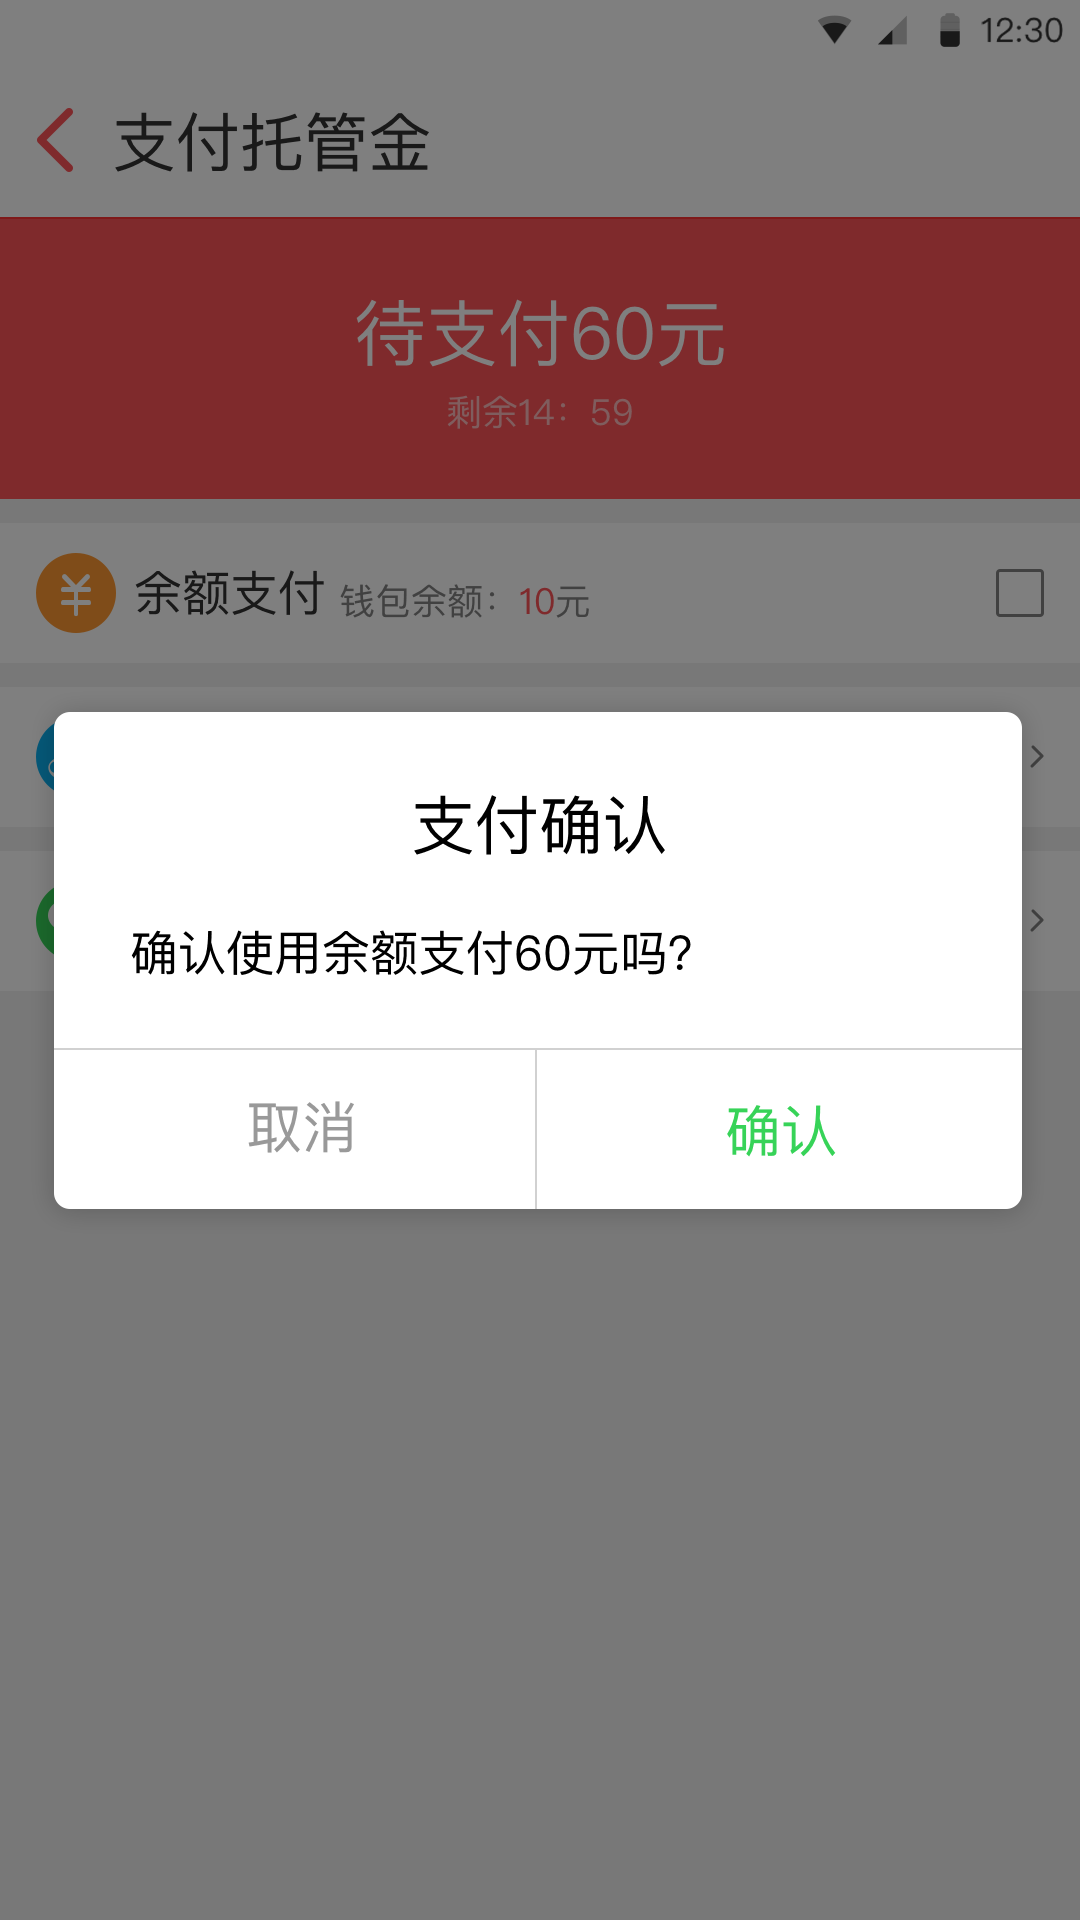 12:30
支付托管金
待支付60元
剩余14：59
余额支付 钱包余额：10元
支付确认
确认使用余额支付60元吗?
取消
确认